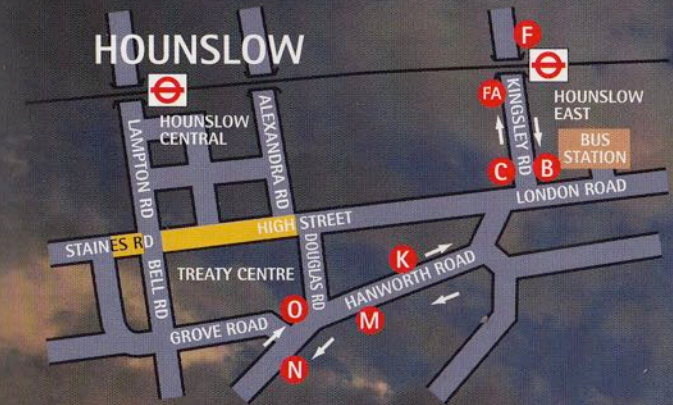 HOUNSLOW
F
HOUNSLOW
CENTRAL
LAMPTON RD
ALEXANDRA RD
FA
KINGSLEY RD
HOUNSLOW
EAST
BUS
STATION
C
B
LONDON ROAD
HIGH STREET
STAINES RD
BELL RD
TREATY CENTRE
DOUGLAS RD
K
HANWORTH ROAD
O
M
GROVE ROAD
N